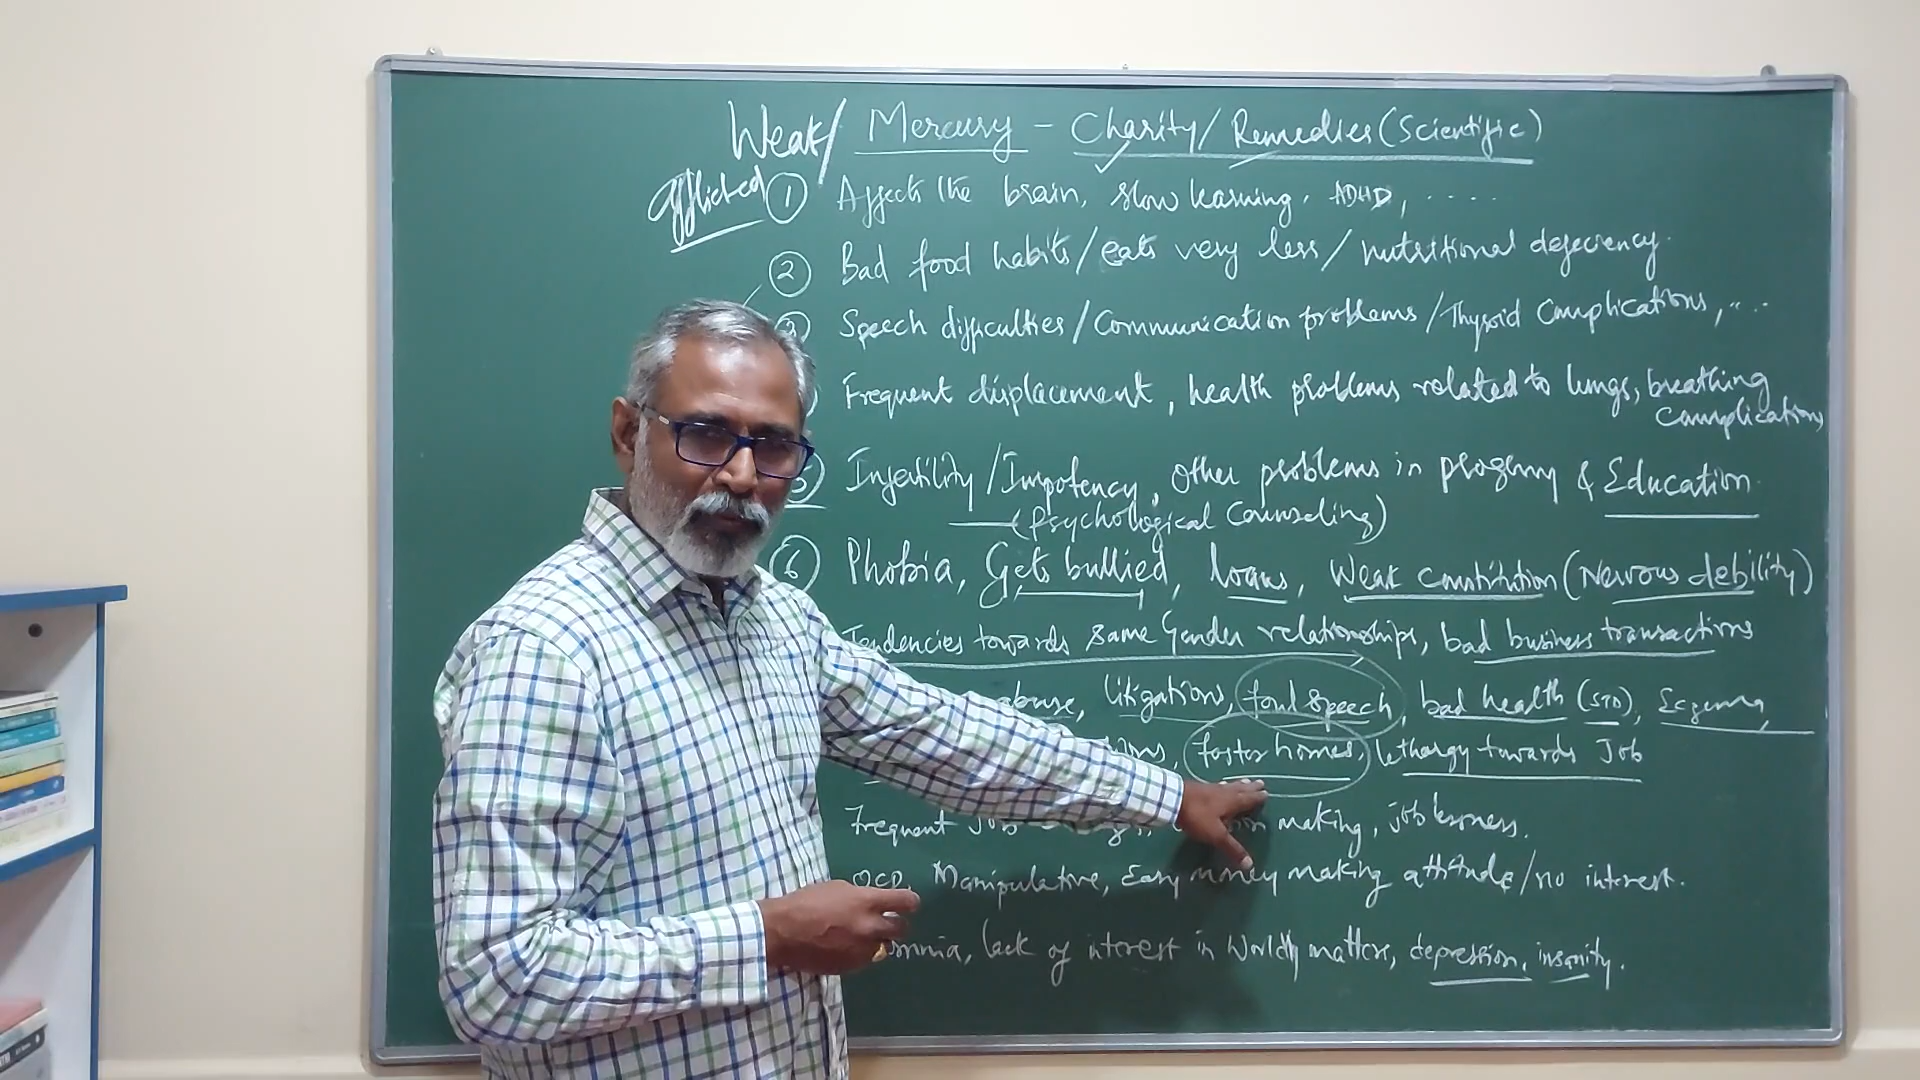 Weak/ Mercury - Charity/ Remedies (Scientific)
afflicted
① Affects the brain, slow learning, ADHD, ....
② Bad food habits/eats very less/nutritional deficiency.
3 Speech difficulties/Communication problems/Thyroid Complications, ....
Frequent displacement, health problems related to lungs, breathing
complications
5 Infertility/Impotency, Other problems in progeny & Education
(Psychological Counseling)
⑥ Phobia, Gets bullied, loans, Weak constitution (Nervous debility)
Tendencies towards same Gender relationships, bad business transactions
abuse, litigations, foul speech, bad health (STD), Eczema,
foster homes, lethargy towards Job
Frequent Job making, joblessness.
OCD, Manipulative, Easy money making attitude/no interest.
lack of interest in Worldly matters, depression, insanity.